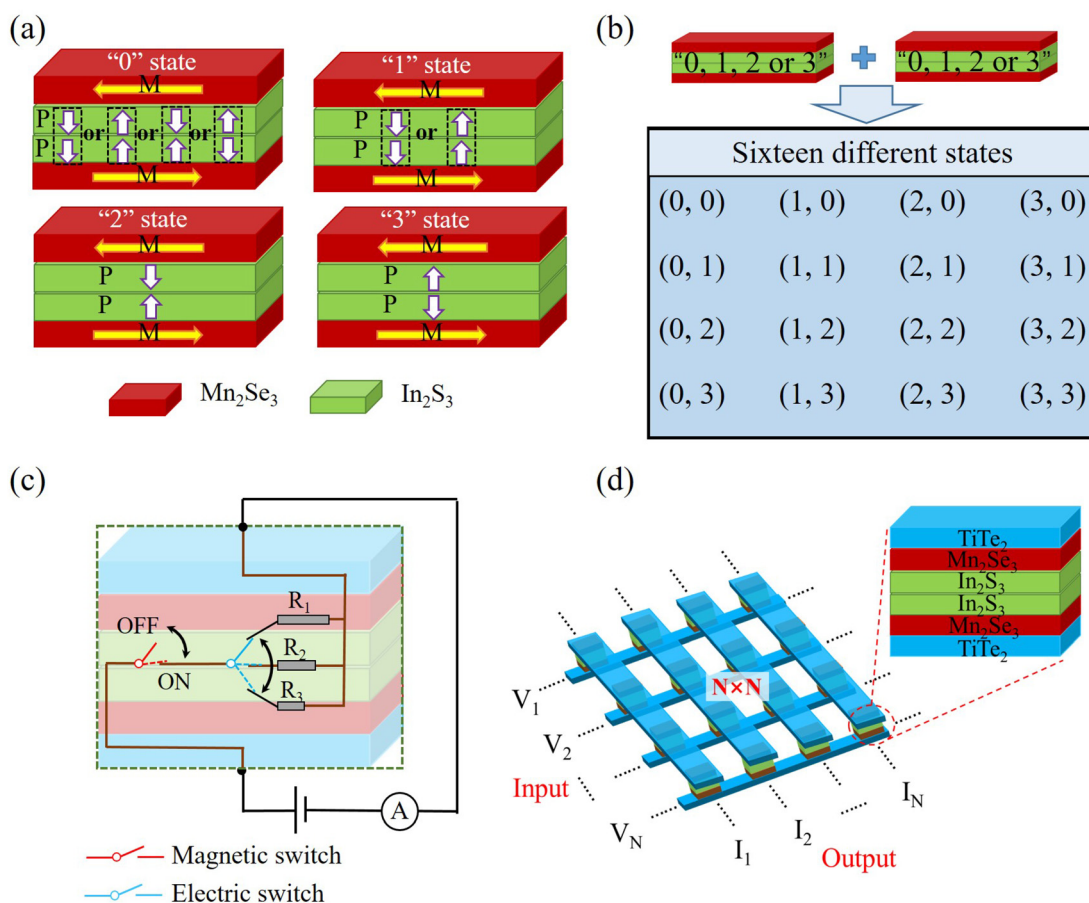 (a)
“0” state
M
P or or or
P
M
“1” state
M
P or
P
M
“2” state
M
P
P
M
“3” state
M
P
P
M
Mn₂Se₃
In₂S₃
(b)
“0, 1, 2 or 3” + “0, 1, 2 or 3”
Sixteen different states
(0, 0) (1, 0) (2, 0) (3, 0)
(0, 1) (1, 1) (2, 1) (3, 1)
(0, 2) (1, 2) (2, 2) (3, 2)
(0, 3) (1, 3) (2, 3) (3, 3)
(c)
OFF
ON
R₁
R₂
R₃
A
Magnetic switch
Electric switch
(d)
TiTe₂
Mn₂Se₃
In₂S₃
In₂S₃
Mn₂Se₃
TiTe₂
N×N
V₁
V₂
Input
V_N
I₁
I₂
I_N
Output